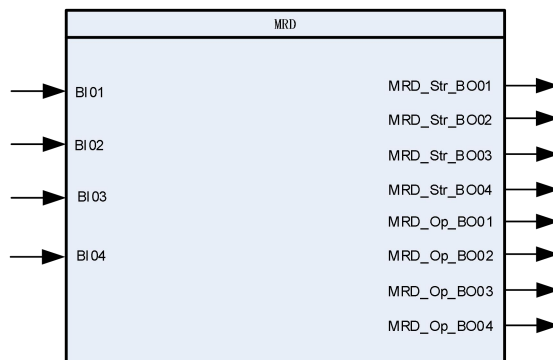 MRD
BI01
BI02
BI03
BI04
MRD_Str_BO01
MRD_Str_BO02
MRD_Str_BO03
MRD_Str_BO04
MRD_Op_BO01
MRD_Op_BO02
MRD_Op_BO03
MRD_Op_BO04